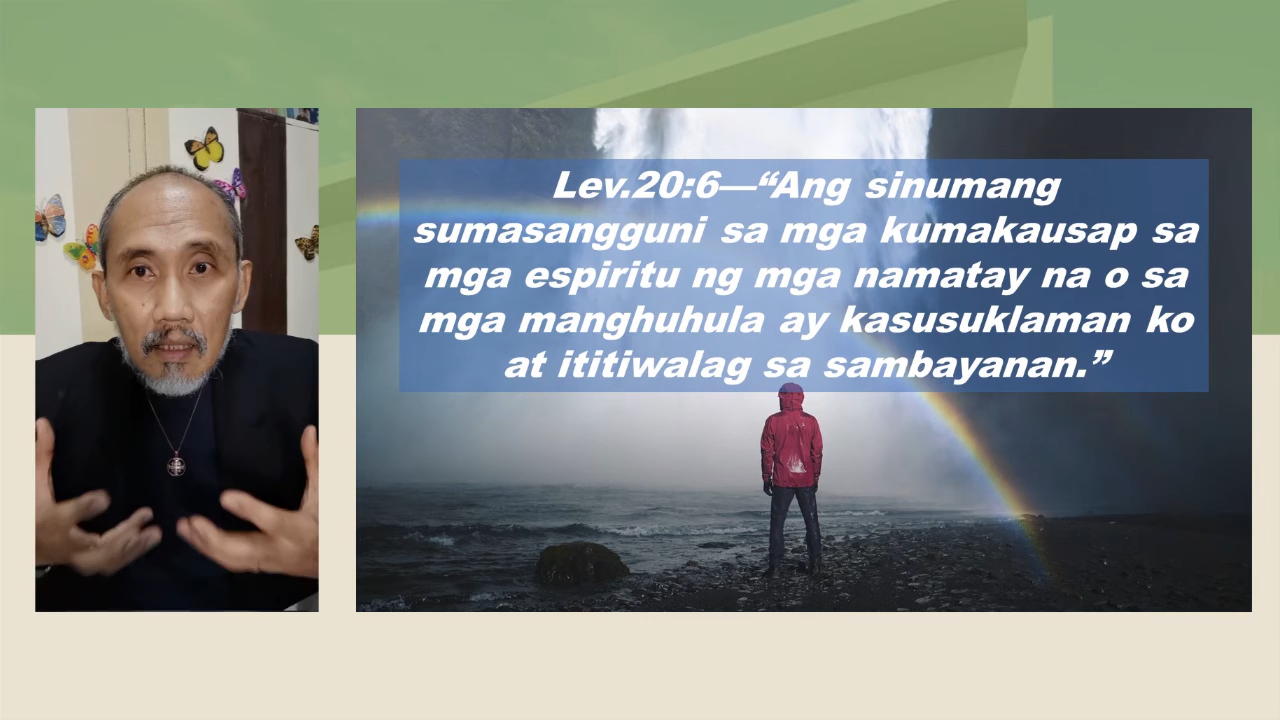 Lev.20:6—“Ang sinumang
sumasangguni sa mga kumakausap sa
mga espiritu ng mga namatay na o sa
mga manghuhula ay kasusuklaman ko
at ititiwalag sa sambayanan.”